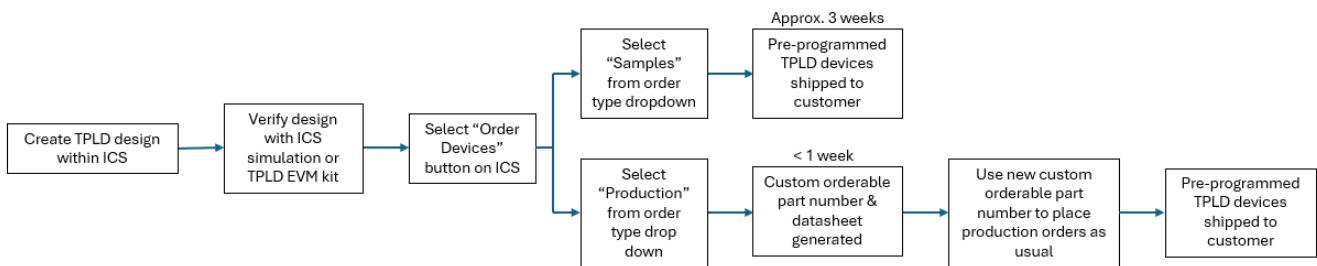 Create TPLD design
within ICS
Verify design
with ICS
simulation or
TPLD EVM kit
Select “Order
Devices”
button on ICS
Select
“Samples”
from order
type dropdown
Approx. 3 weeks
Pre-programmed
TPLD devices
shipped to
customer
Select
“Production”
from order
type drop
down
< 1 week
Custom orderable
part number &
datasheet
generated
Use new custom
orderable part
number to place
production orders as
usual
Pre-programmed
TPLD devices
shipped to
customer